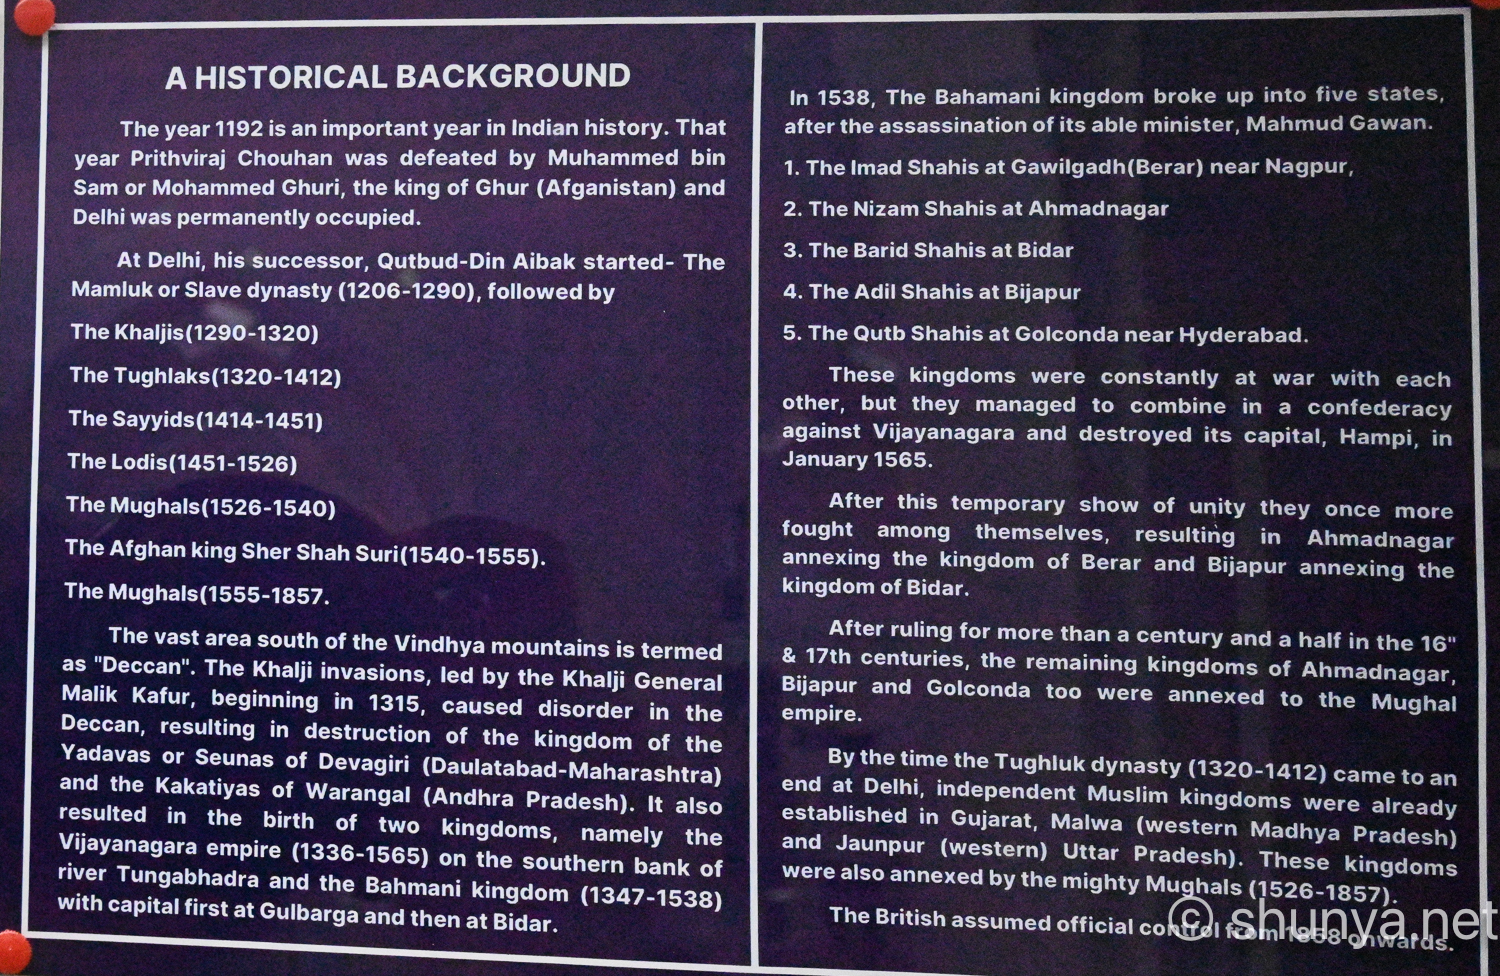 A HISTORICAL BACKGROUND
The year 1192 is an important year in Indian history. That
year Prithviraj Chouhan was defeated by Muhammed bin
Sam or Mohammed Ghuri, the king of Ghur (Afganistan) and
Delhi was permanently occupied.
At Delhi, his successor, Qutbud-Din Aibak started- The
Mamluk or Slave dynasty (1206-1290), followed by
The Khaljis(1290-1320)
The Tughlaks(1320-1412)
The Sayyids(1414-1451)
The Lodis(1451-1526)
The Mughals(1526-1540)
The Afghan king Sher Shah Suri(1540-1555).
The Mughals(1555-1857.
The vast area south of the Vindhya mountains is termed
as "Deccan". The Khalji invasions, led by the Khalji General
Malik Kafur, beginning in 1315, caused disorder in the
Deccan, resulting in destruction of the kingdom of the
Yadavas or Seunas of Devagiri (Daulatabad-Maharashtra)
and the Kakatiyas of Warangal (Andhra Pradesh). It also
resulted in the birth of two kingdoms, namely the
Vijayanagara empire (1336-1565) on the southern bank of
river Tungabhadra and the Bahmani kingdom (1347-1538)
with capital first at Gulbarga and then at Bidar.
In 1538, The Bahamani kingdom broke up into five states,
after the assassination of its able minister, Mahmud Gawan.
1. The Imad Shahis at Gawilgadh(Berar) near Nagpur,
2. The Nizam Shahis at Ahmadnagar
3. The Barid Shahis at Bidar
4. The Adil Shahis at Bijapur
5. The Qutb Shahis at Golconda near Hyderabad.
These kingdoms were constantly at war with each
other, but they managed to combine in a confederacy
against Vijayanagara and destroyed its capital, Hampi, in
January 1565.
After this temporary show of unity they once more
fought among themselves, resulting in Ahmadnagar
annexing the kingdom of Berar and Bijapur annexing the
kingdom of Bidar.
After ruling for more than a century and a half in the 16"
& 17th centuries, the remaining kingdoms of Ahmadnagar,
Bijapur and Golconda too were annexed to the Mughal
empire.
By the time the Tughluk dynasty (1320-1412) came to an
end at Delhi, independent Muslim kingdoms were already
established in Gujarat, Malwa (western Madhya Pradesh)
and Jaunpur (western) Uttar Pradesh). These kingdoms
were also annexed by the mighty Mughals (1526-1857).
The British assumed official control from 1858 onwards.
© shunya.net